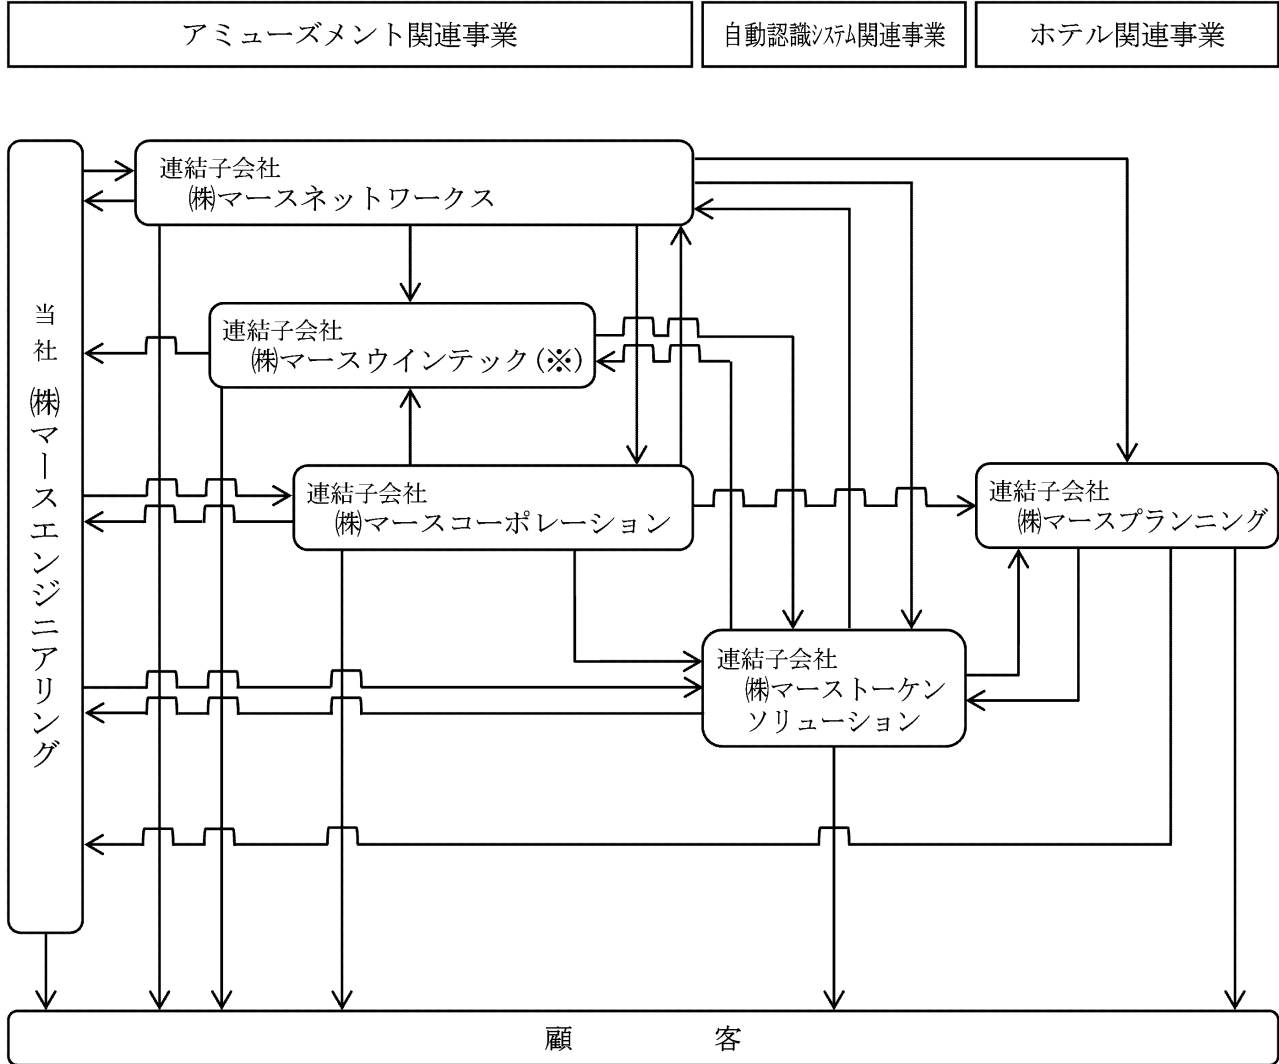 アミューズメント関連事業
自動認識システム関連事業
ホテル関連事業
当社 ㈱マースエンジニアリング
連結子会社
㈱マースネットワークス
連結子会社
㈱マースウインテック(※)
連結子会社
㈱マースコーポレーション
連結子会社
㈱マースプランニング
連結子会社
㈱マーストーケン
ソリューション
顧客